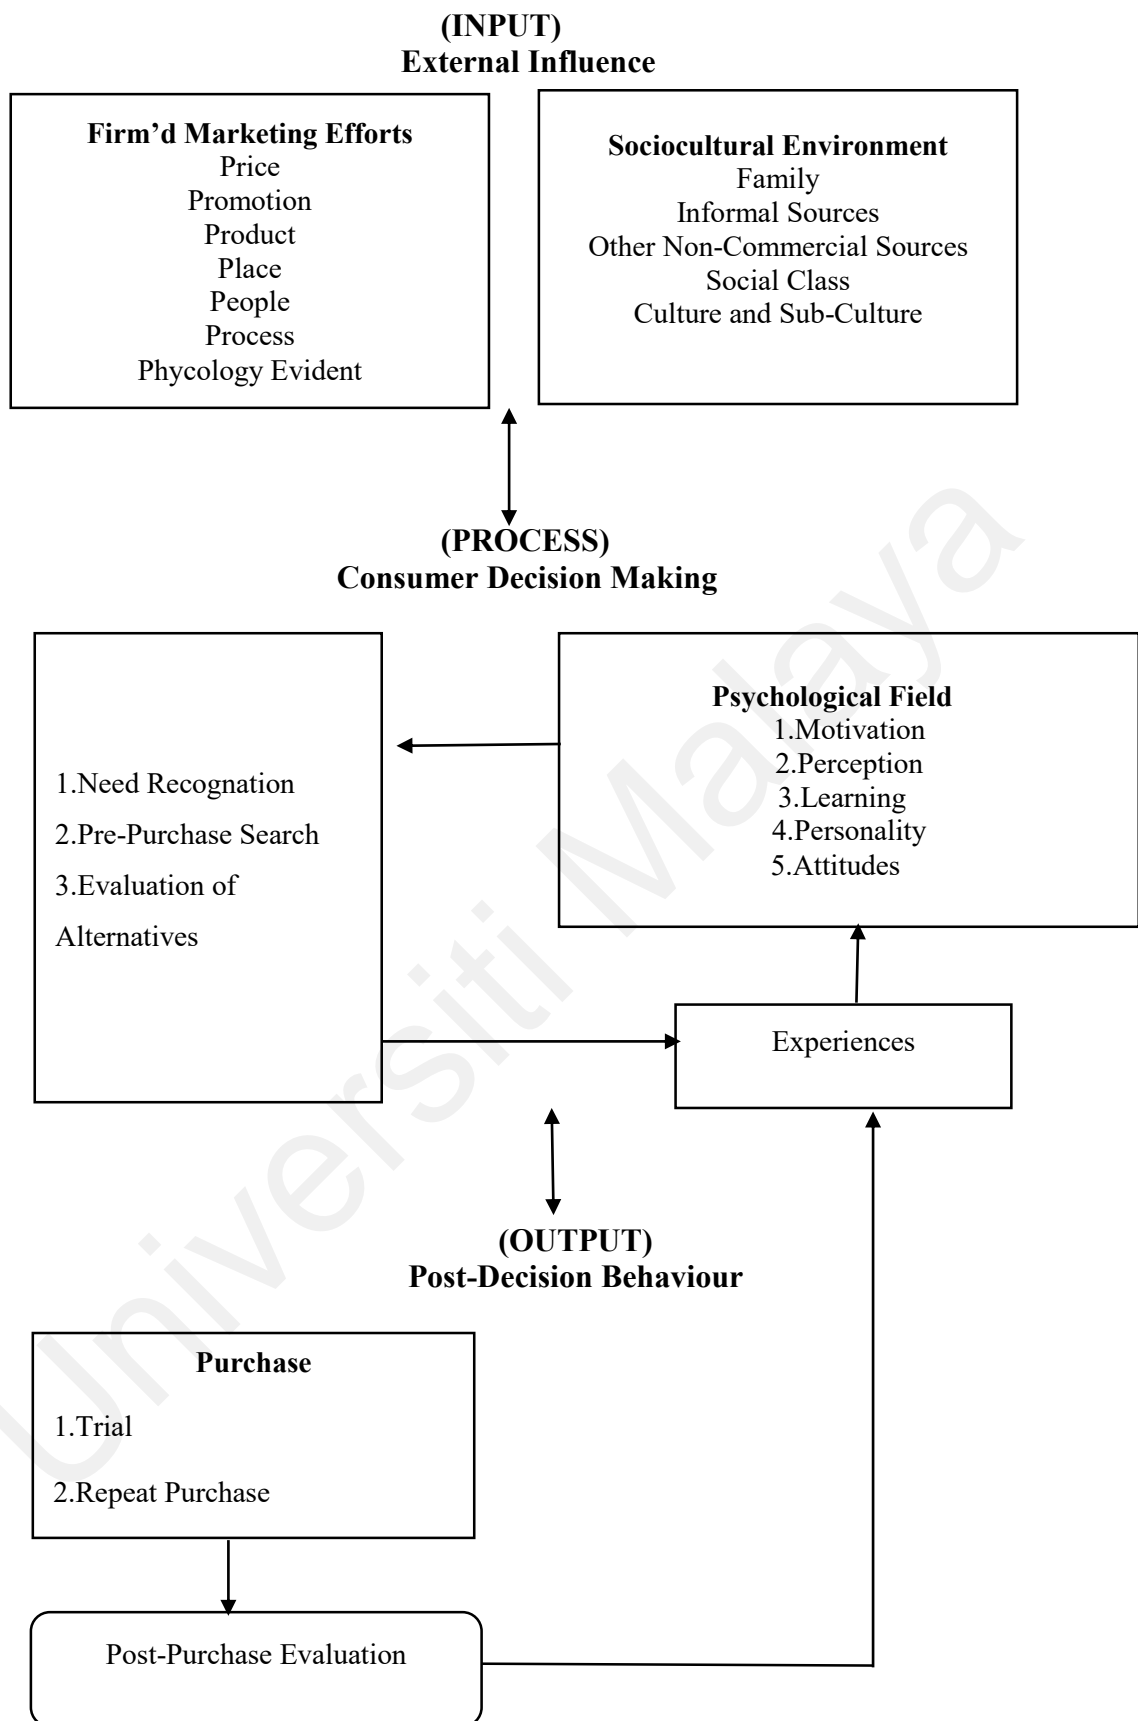 (INPUT)
External Influence
Firm'd Marketing Efforts
Price
Promotion
Product
Place
People
Process
Phycology Evident
Sociocultural Environment
Family
Informal Sources
Other Non-Commercial Sources
Social Class
Culture and Sub-Culture
(PROCESS)
Consumer Decision Making
1.Need Recognation
2.Pre-Purchase Search
3.Evaluation of
Alternatives
Psychological Field
1.Motivation
2.Perception
3.Learning
4.Personality
5.Attitudes
Experiences
(OUTPUT)
Post-Decision Behaviour
Purchase
1.Trial
2.Repeat Purchase
Post-Purchase Evaluation
Universiti Malaya